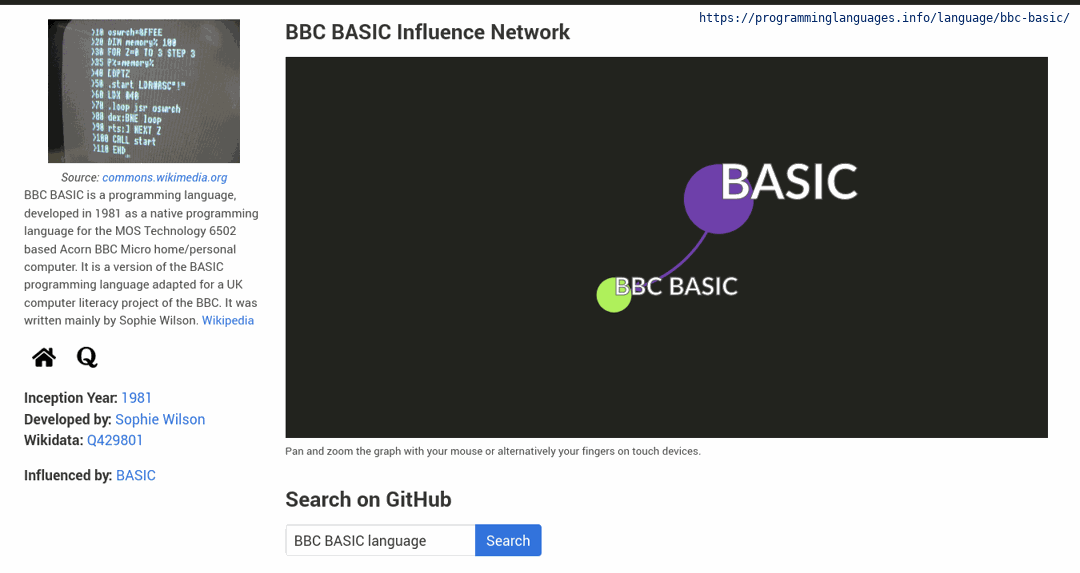 https://programminglanguages.info/language/bbc-basic/
>10 oswrch=&FFEE
>20 DIM memory% 100
>30 FOR Z=0 TO 3 STEP 3
>35 P%=memory%
>40 [OPTZ
>50 .start LDA#ASC"!"
>60 LDX #40
>70 .loop jsr oswrch
>80 dex:BNE loop
>90 rts:] NEXT Z
>100 CALL start
>110 END
Source: commons.wikimedia.org
BBC BASIC is a programming language,
developed in 1981 as a native programming
language for the MOS Technology 6502
based Acorn BBC Micro home/personal
computer. It is a version of the BASIC
programming language adapted for a UK
computer literacy project of the BBC. It was
written mainly by Sophie Wilson. Wikipedia
Q
Inception Year: 1981
Developed by: Sophie Wilson
Wikidata: Q429801
Influenced by: BASIC
BBC BASIC Influence Network
BASIC
BBC BASIC
Pan and zoom the graph with your mouse or alternatively your fingers on touch devices.
Search on GitHub
BBC BASIC language
Search